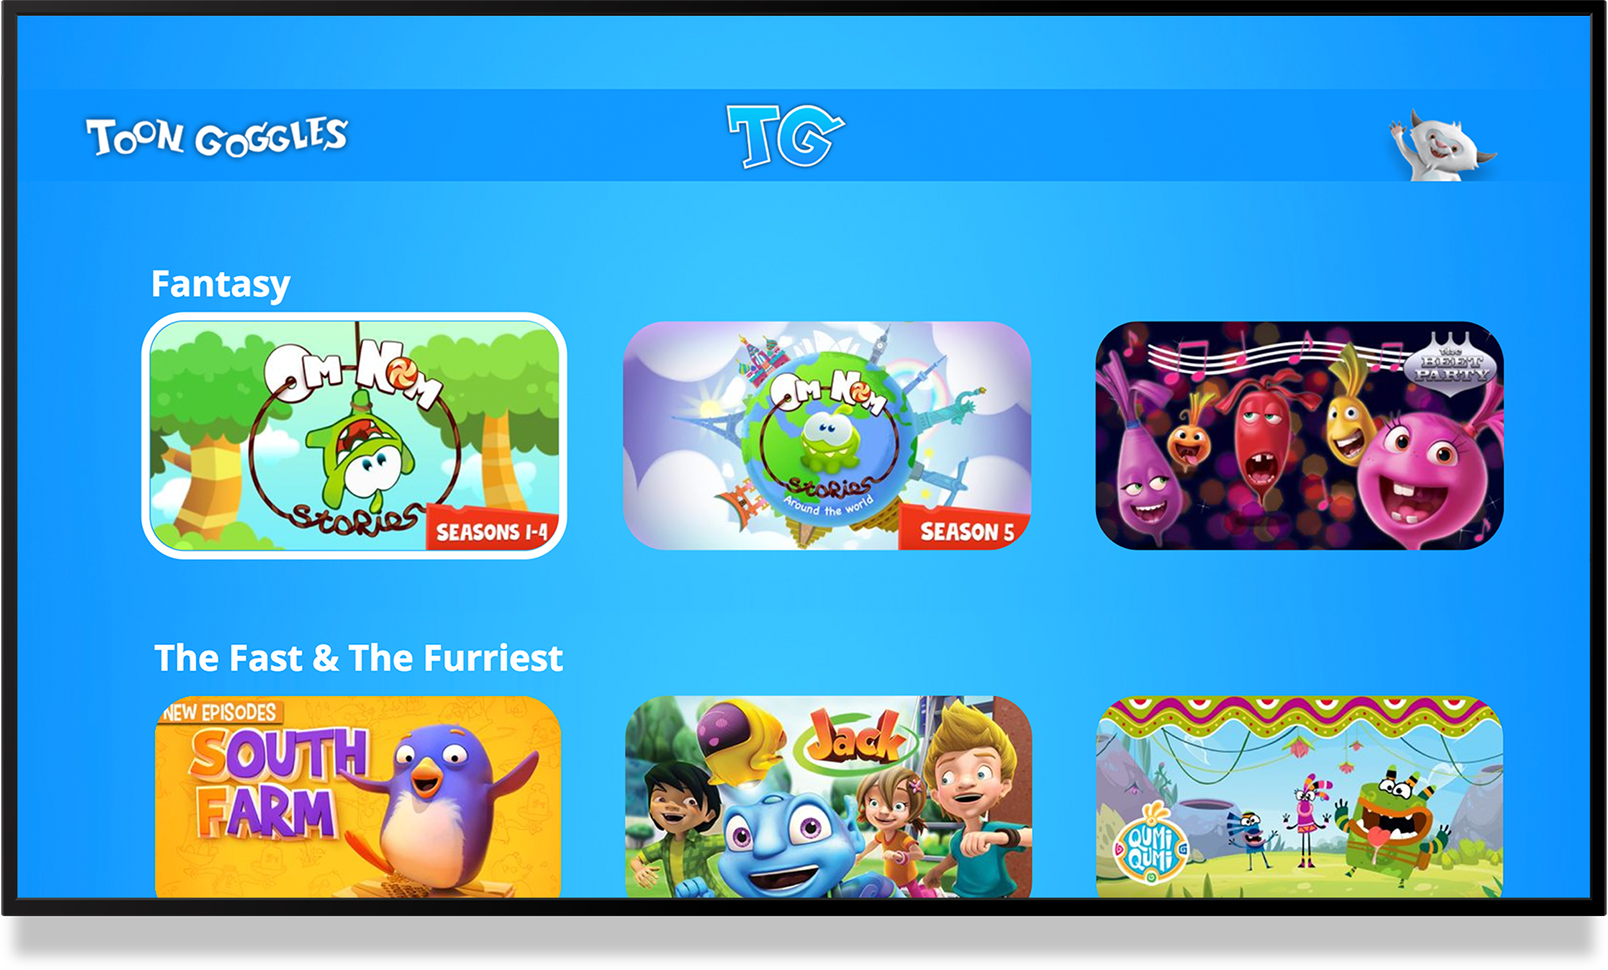 TOON GOGGLES
TG
Fantasy
OM-NOM
STORIES
SEASONS 1-4
OM-NOM
STORIES
Around the world
SEASON 5
THE
BEET
PARTY
The Fast & The Furriest
NEW EPISODES
SOUTH
FARM
Jack
QUMI
QUMI